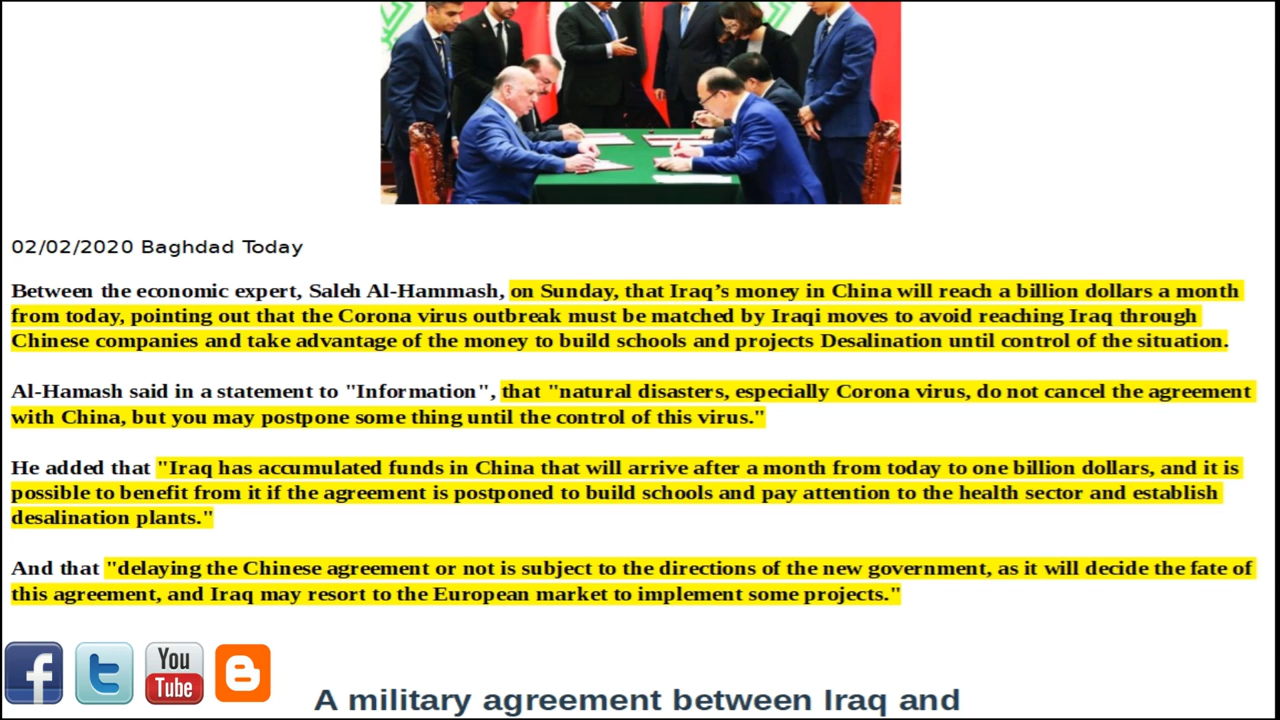 02/02/2020 Baghdad Today
Between the economic expert, Saleh Al-Hammash, on Sunday, that Iraq’s money in China will reach a billion dollars a month
from today, pointing out that the Corona virus outbreak must be matched by Iraqi moves to avoid reaching Iraq through
Chinese companies and take advantage of the money to build schools and projects Desalination until control of the situation.
Al-Hamash said in a statement to "Information", that "natural disasters, especially Corona virus, do not cancel the agreement
with China, but you may postpone some thing until the control of this virus."
He added that "Iraq has accumulated funds in China that will arrive after a month from today to one billion dollars, and it is
possible to benefit from it if the agreement is postponed to build schools and pay attention to the health sector and establish
desalination plants."
And that "delaying the Chinese agreement or not is subject to the directions of the new government, as it will decide the fate of
this agreement, and Iraq may resort to the European market to implement some projects."
f t You
Tube B
A military agreement between Iraq and